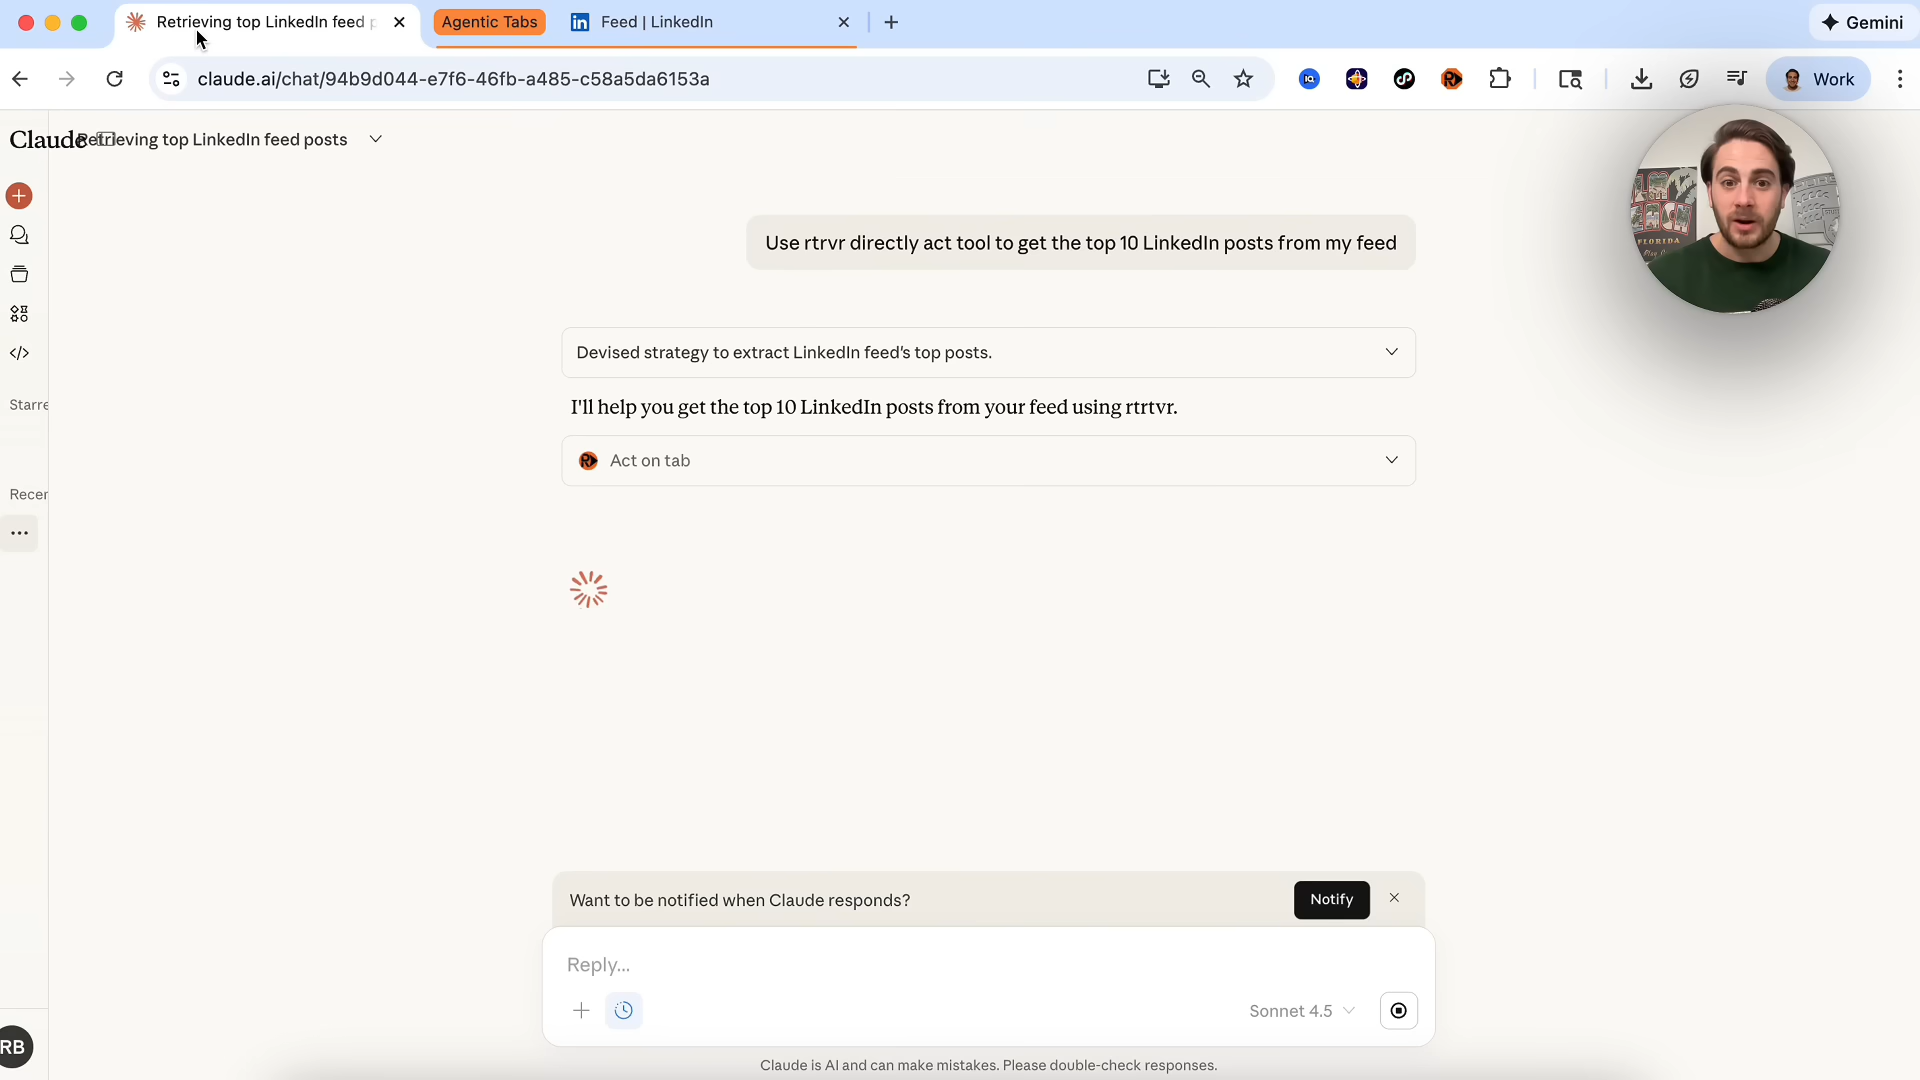 Retrieving top LinkedIn feed p
Agentic Tabs
Feed | LinkedIn
Gemini
claude.ai/chat/94b9d044-e7f6-46fb-a485-c58a5da6153a
Work
Claude
Retrieving top LinkedIn feed posts
Use rtrvr directly act tool to get the top 10 LinkedIn posts from my feed
Devised strategy to extract LinkedIn feed's top posts.
I'll help you get the top 10 LinkedIn posts from your feed using rtrtvr.
Act on tab
Starre
Recer
Want to be notified when Claude responds?
Notify
Reply...
Sonnet 4.5
RB
Claude is AI and can make mistakes. Please double-check responses.
FLORIDA